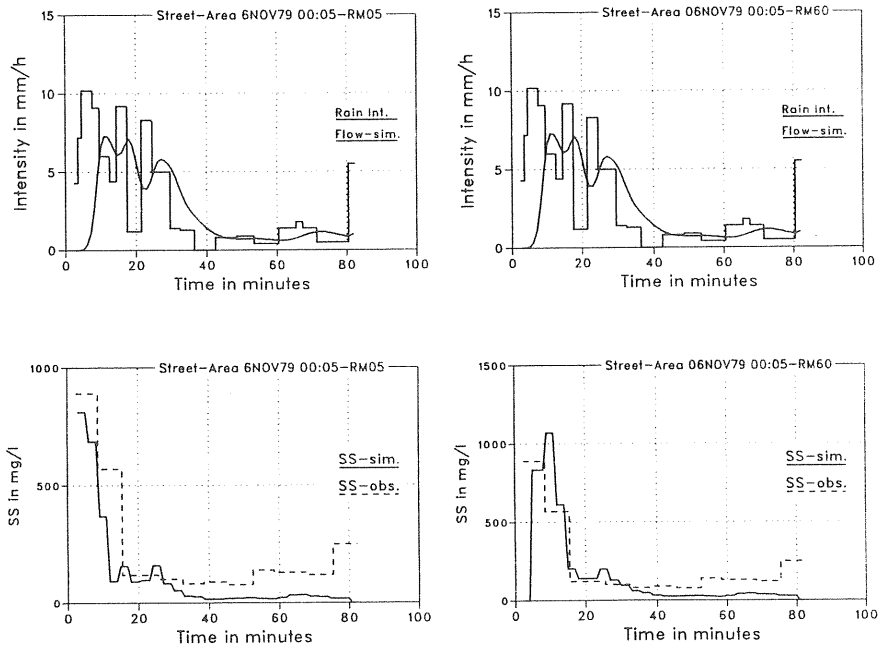 Street-Area 6NOV79 00:05-RM05
15
10
5
0
Intensity in mm/h
Rain Int.
Flow-sim.
0 20 40 60 80 100
Time in minutes
Street-Area 06NOV79 00:05-RM60
15
10
5
0
Intensity in mm/h
Rain Int.
Flow-sim.
0 20 40 60 80 100
Time in minutes
Street-Area 6NOV79 00:05-RM05
1000
500
0
SS in mg/l
SS-sim.
SS-obs.
0 20 40 60 80 100
Time in minutes
Street-Area 06NOV79 00:05-RM60
1500
1000
500
0
SS in mg/l
SS-sim.
SS-obs.
0 20 40 60 80 100
Time in minutes